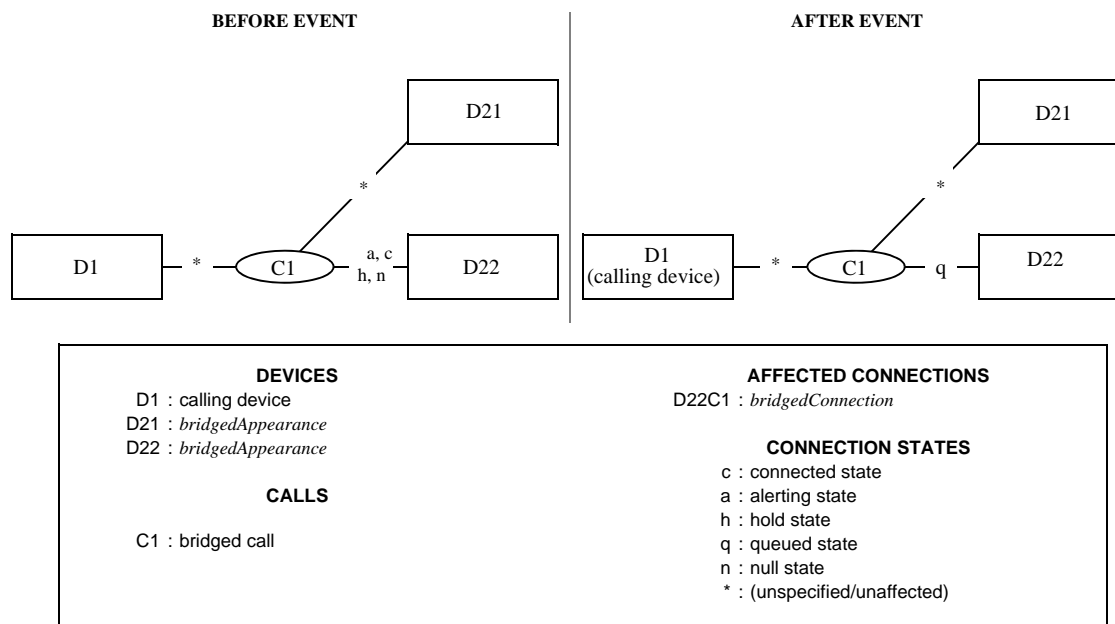 BEFORE EVENT
AFTER EVENT
D21
D21
*
*
D1
*
C1
a, c
h, n
D22
D1
(calling device)
*
C1
q
D22
DEVICES
D1 : calling device
D21 : bridgedAppearance
D22 : bridgedAppearance
CALLS
C1 : bridged call
AFFECTED CONNECTIONS
D22C1 : bridgedConnection
CONNECTION STATES
c : connected state
a : alerting state
h : hold state
q : queued state
n : null state
* : (unspecified/unaffected)